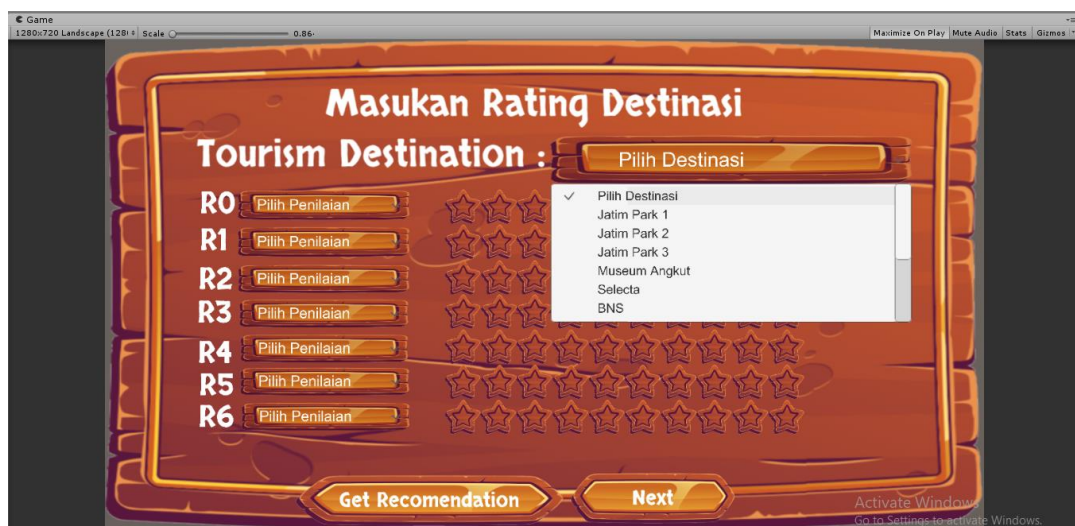 Game
1280x720 Landscape (128( Scale 0.86 Maximize On Play Mute Audio Stats Gizmos
Masukan Rating Destinasi
Tourism Destination : Pilih Destinasi
Pilih Destinasi
Jatim Park 1
Jatim Park 2
Jatim Park 3
Museum Angkut
Selecta
BNS
R0 Pilih Penilaian
R1 Pilih Penilaian
R2 Pilih Penilaian
R3 Pilih Penilaian
R4 Pilih Penilaian
R5 Pilih Penilaian
R6 Pilih Penilaian
Get Recomendation Next
Activate Windows
Go to Settings to activate Windows.